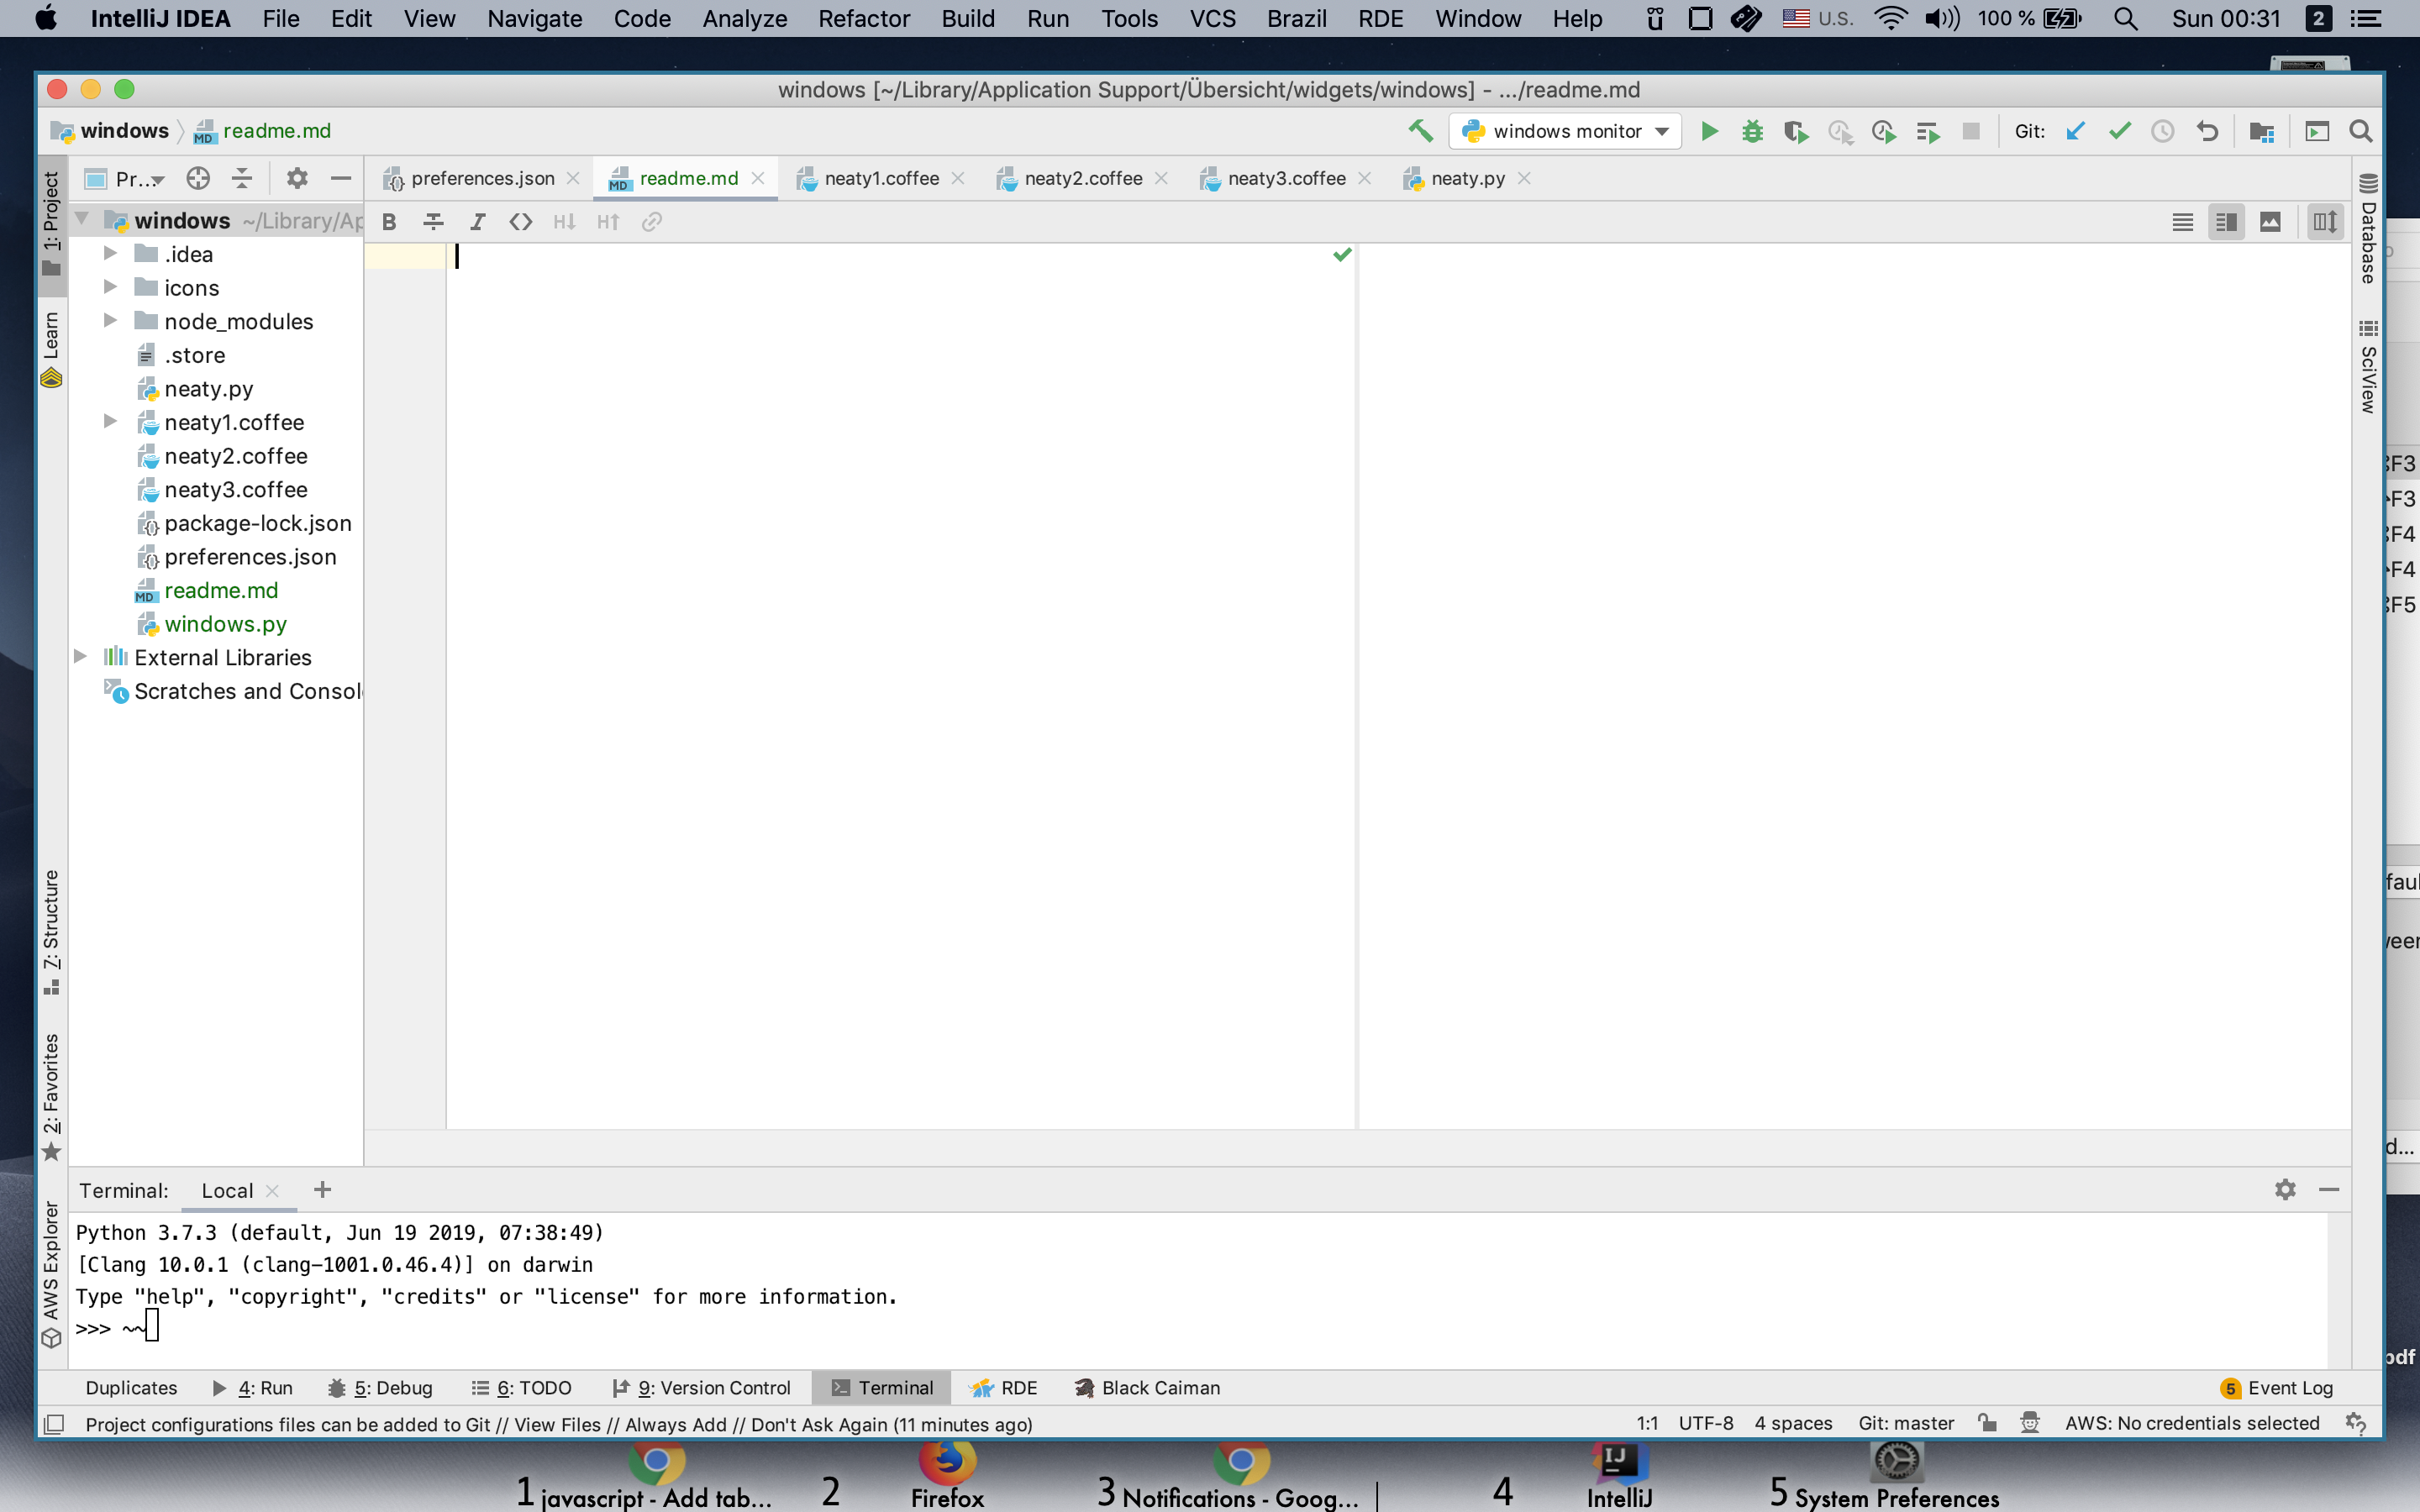 IntelliJ IDEA File Edit View Navigate Code Analyze Refactor Build Run Tools VCS Brazil RDE Window Help ü U.S. 100 % Sun 00:31 2
windows [~/Library/Application Support/Übersicht/widgets/windows] - .../readme.md
windows readme.md windows monitor Git:
1: Project
Learn
7: Structure
2: Favorites
AWS Explorer
Pr...
windows ~/Library/Ap
.idea
icons
node_modules
.store
neaty.py
neaty1.coffee
neaty2.coffee
neaty3.coffee
package-lock.json
preferences.json
readme.md
windows.py
External Libraries
Scratches and Consol
preferences.json readme.md neaty1.coffee neaty2.coffee neaty3.coffee neaty.py
B I <> H↓ H↑
Database
SciView
F3
F3
F4
F4
F5
faul
d...
pdf
Terminal: Local +
Python 3.7.3 (default, Jun 19 2019, 07:38:49)
[Clang 10.0.1 (clang-1001.0.46.4)] on darwin
Type "help", "copyright", "credits" or "license" for more information.
>>> ~~
Duplicates 4: Run 5: Debug 6: TODO 9: Version Control Terminal RDE Black Caiman 5 Event Log
Project configurations files can be added to Git // View Files // Always Add // Don't Ask Again (11 minutes ago) 1:1 UTF-8 4 spaces Git: master AWS: No credentials selected
1 javascript - Add tab... 2 Firefox 3 Notifications - Goog... | 4 IntelliJ 5 System Preferences